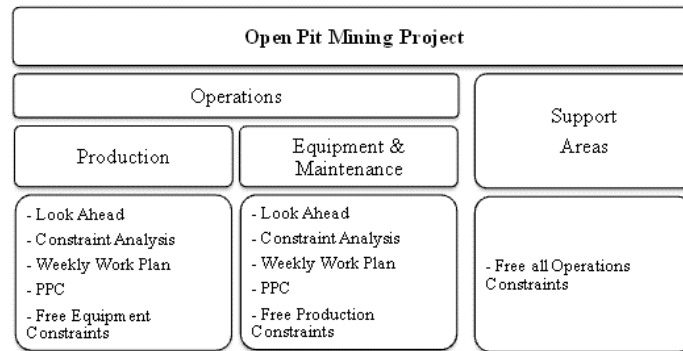 Open Pit Mining Project
Operations
Support
Areas
Production
Equipment &
Maintenance
- Look Ahead
- Constraint Analysis
- Weekly Work Plan
- PPC
- Free Equipment
Constraints
- Look Ahead
- Constraint Analysis
- Weekly Work Plan
- PPC
- Free Production
Constraints
- Free all Operations
Constraints